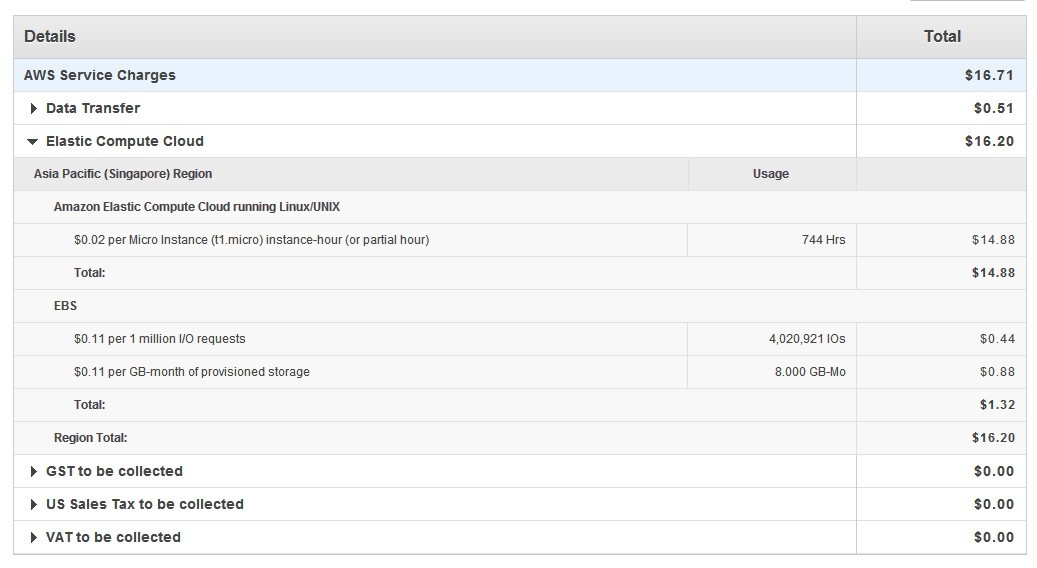 Details Total
AWS Service Charges $16.71
Data Transfer $0.51
Elastic Compute Cloud $16.20
Asia Pacific (Singapore) Region Usage
Amazon Elastic Compute Cloud running Linux/UNIX
$0.02 per Micro Instance (t1.micro) instance-hour (or partial hour) 744 Hrs $14.88
Total: $14.88
EBS
$0.11 per 1 million I/O requests 4,020,921 IOs $0.44
$0.11 per GB-month of provisioned storage 8.000 GB-Mo $0.88
Total: $1.32
Region Total: $16.20
GST to be collected $0.00
US Sales Tax to be collected $0.00
VAT to be collected $0.00